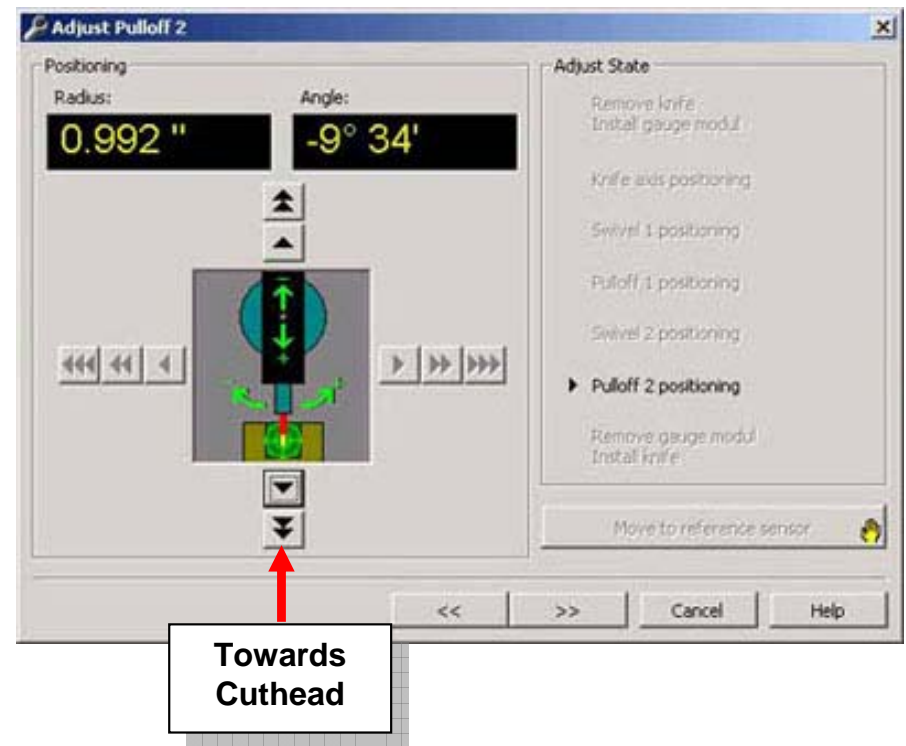 Adjust Pulloff 2
Positioning
Radius:
Angle:
0.992 "
-9° 34'
Adjust State
Remove knife
Install gauge modul
Knife axis positioning
Swivel 1 positioning
Pulloff 1 positioning
Swivel 2 positioning
Pulloff 2 positioning
Remove gauge modul
Install knife
Move to reference sensor
<<
>>
Cancel
Help
Towards
Cuthead